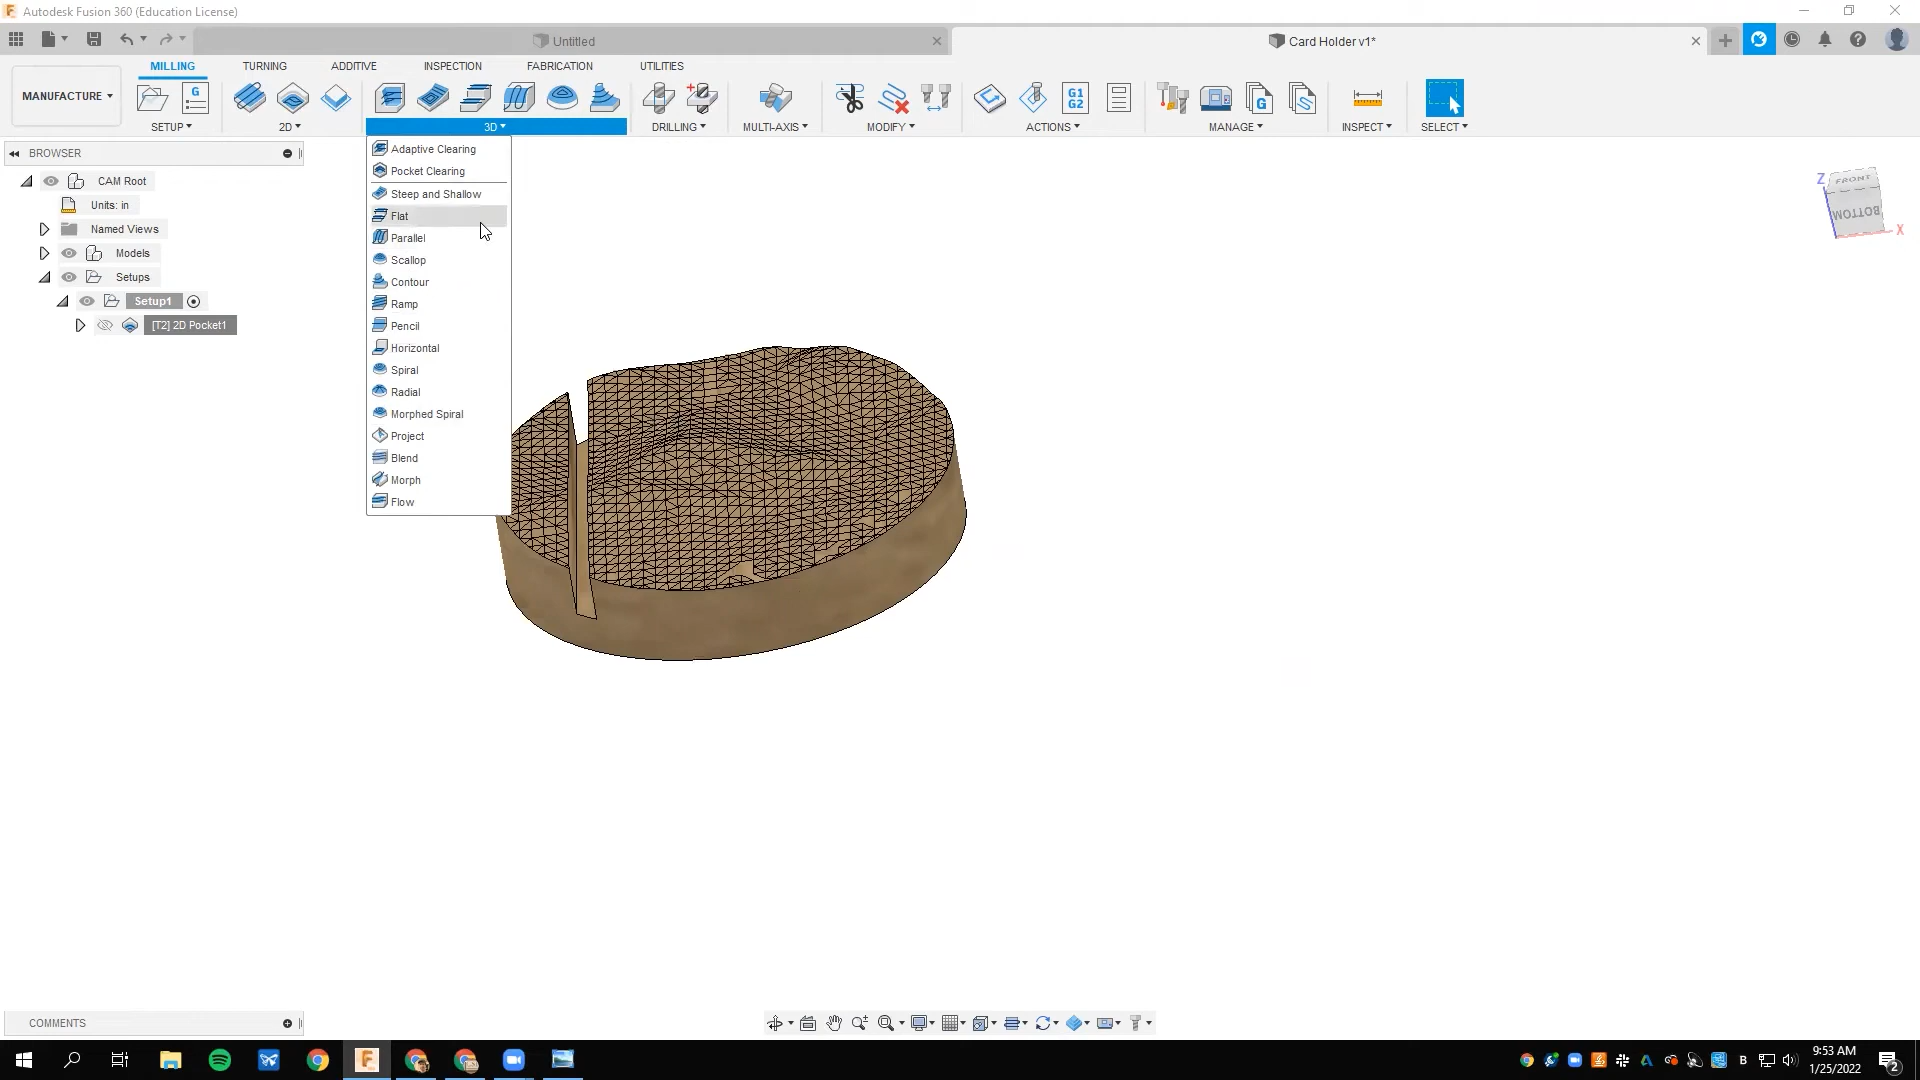 Autodesk Fusion 360 (Education License)
Untitled
Card Holder v1*
MILLING
TURNING
ADDITIVE
INSPECTION
FABRICATION
UTILITIES
MANUFACTURE
G
G1
G2
G
SETUP
2D
3D
DRILLING
MULTI-AXIS
MODIFY
ACTIONS
MANAGE
INSPECT
SELECT
BROWSER
CAM Root
Units: in
Named Views
Models
Setups
Setup1
[T2] 2D Pocket1
Adaptive Clearing
Pocket Clearing
Steep and Shallow
Flat
Parallel
Scallop
Contour
Ramp
Pencil
Horizontal
Spiral
Radial
Morphed Spiral
Project
Blend
Morph
Flow
Z
FRONT
BOTTOM
X
COMMENTS
9:53 AM
1/25/2022
2